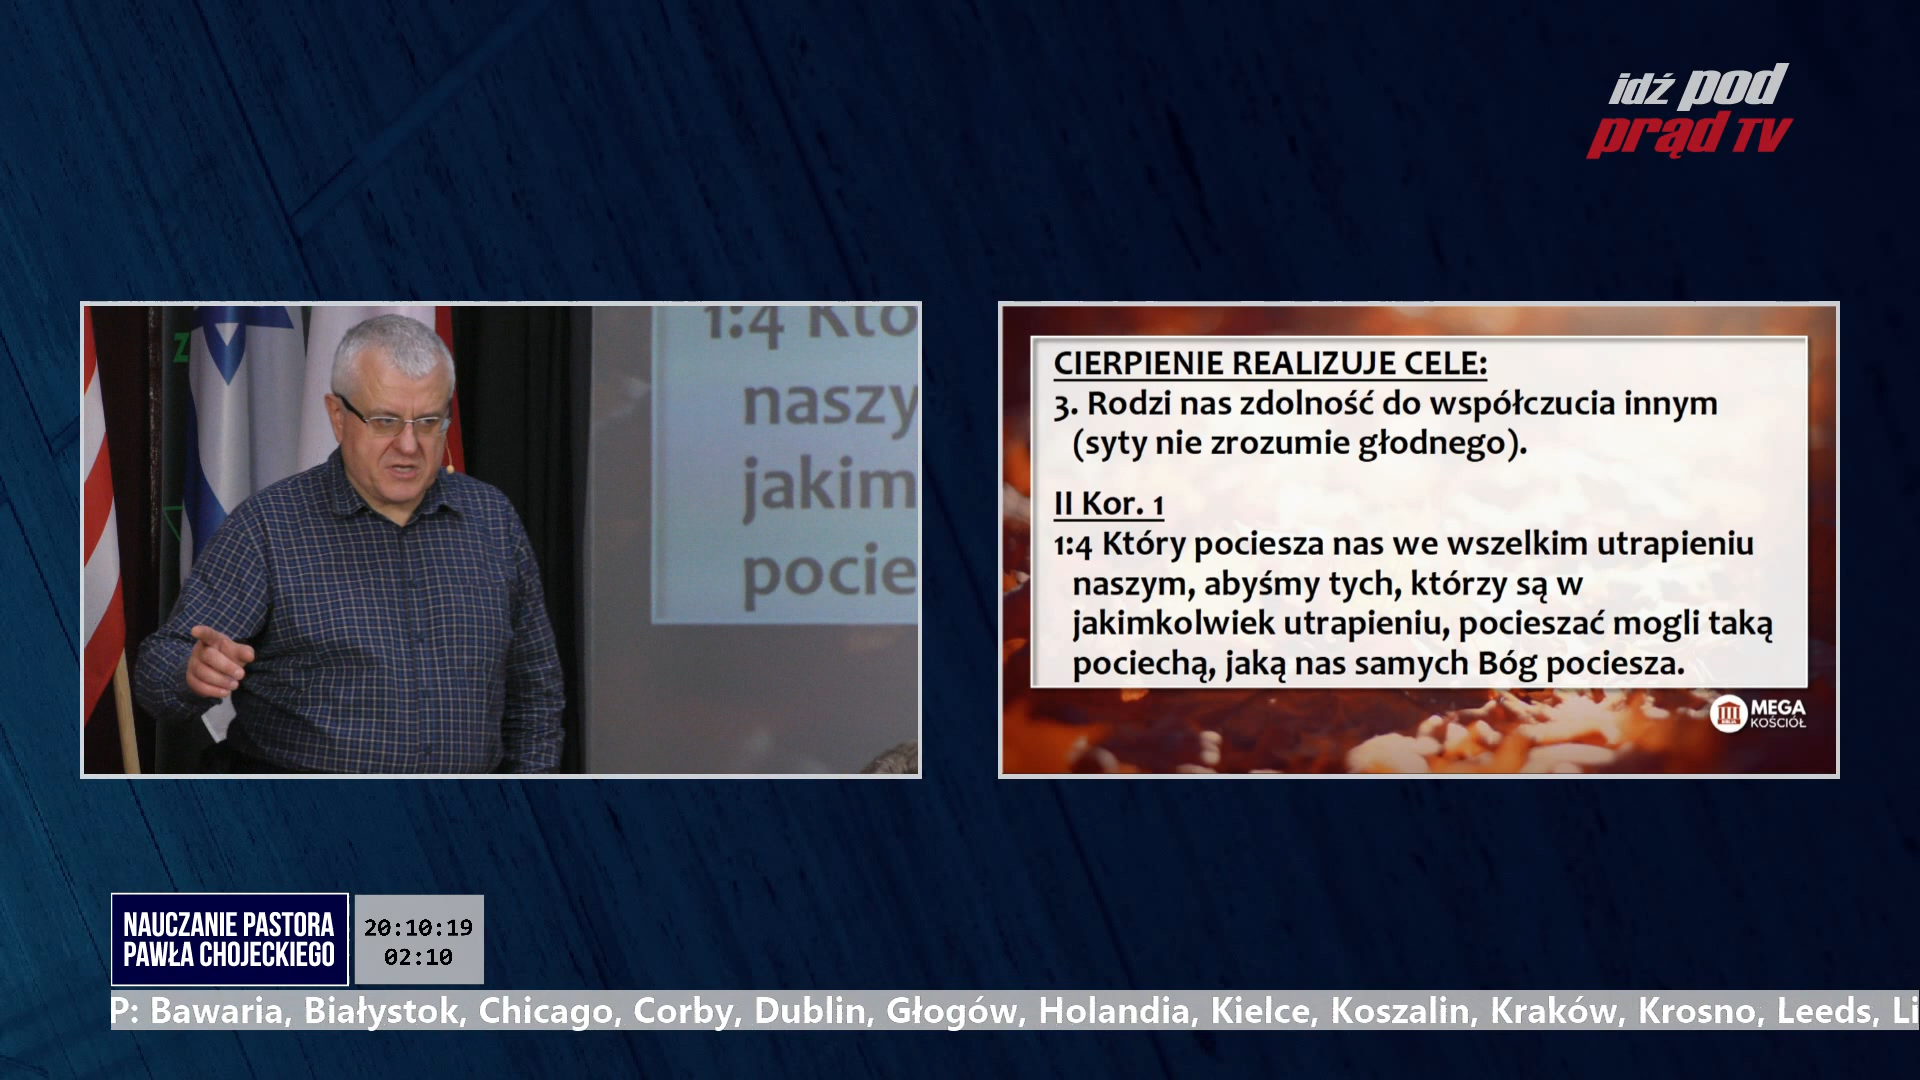 idź pod
prąd TV
Z
1:4 Któ
naszy
jakim
pocie
CIERPIENIE REALIZUJE CELE:
3. Rodzi nas zdolność do współczucia innym
(syty nie zrozumie głodnego).
II Kor. 1
1:4 Który pociesza nas we wszelkim utrapieniu
naszym, abyśmy tych, którzy są w
jakimkolwiek utrapieniu, pocieszać mogli taką
pociechą, jaką nas samych Bóg pociesza.
MEGA
KOŚCIÓŁ
NAUCZANIE PASTORA
PAWŁA CHOJECKIEGO
20:10:19
02:10
P: Bawaria, Białystok, Chicago, Corby, Dublin, Głogów, Holandia, Kielce, Koszalin, Kraków, Krosno, Leeds, Li